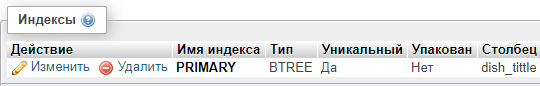 Индексы
Действие Имя индекса Тип Уникальный Упакован Столбец
Изменить Удалить PRIMARY BTREE Да Нет dish_tittle